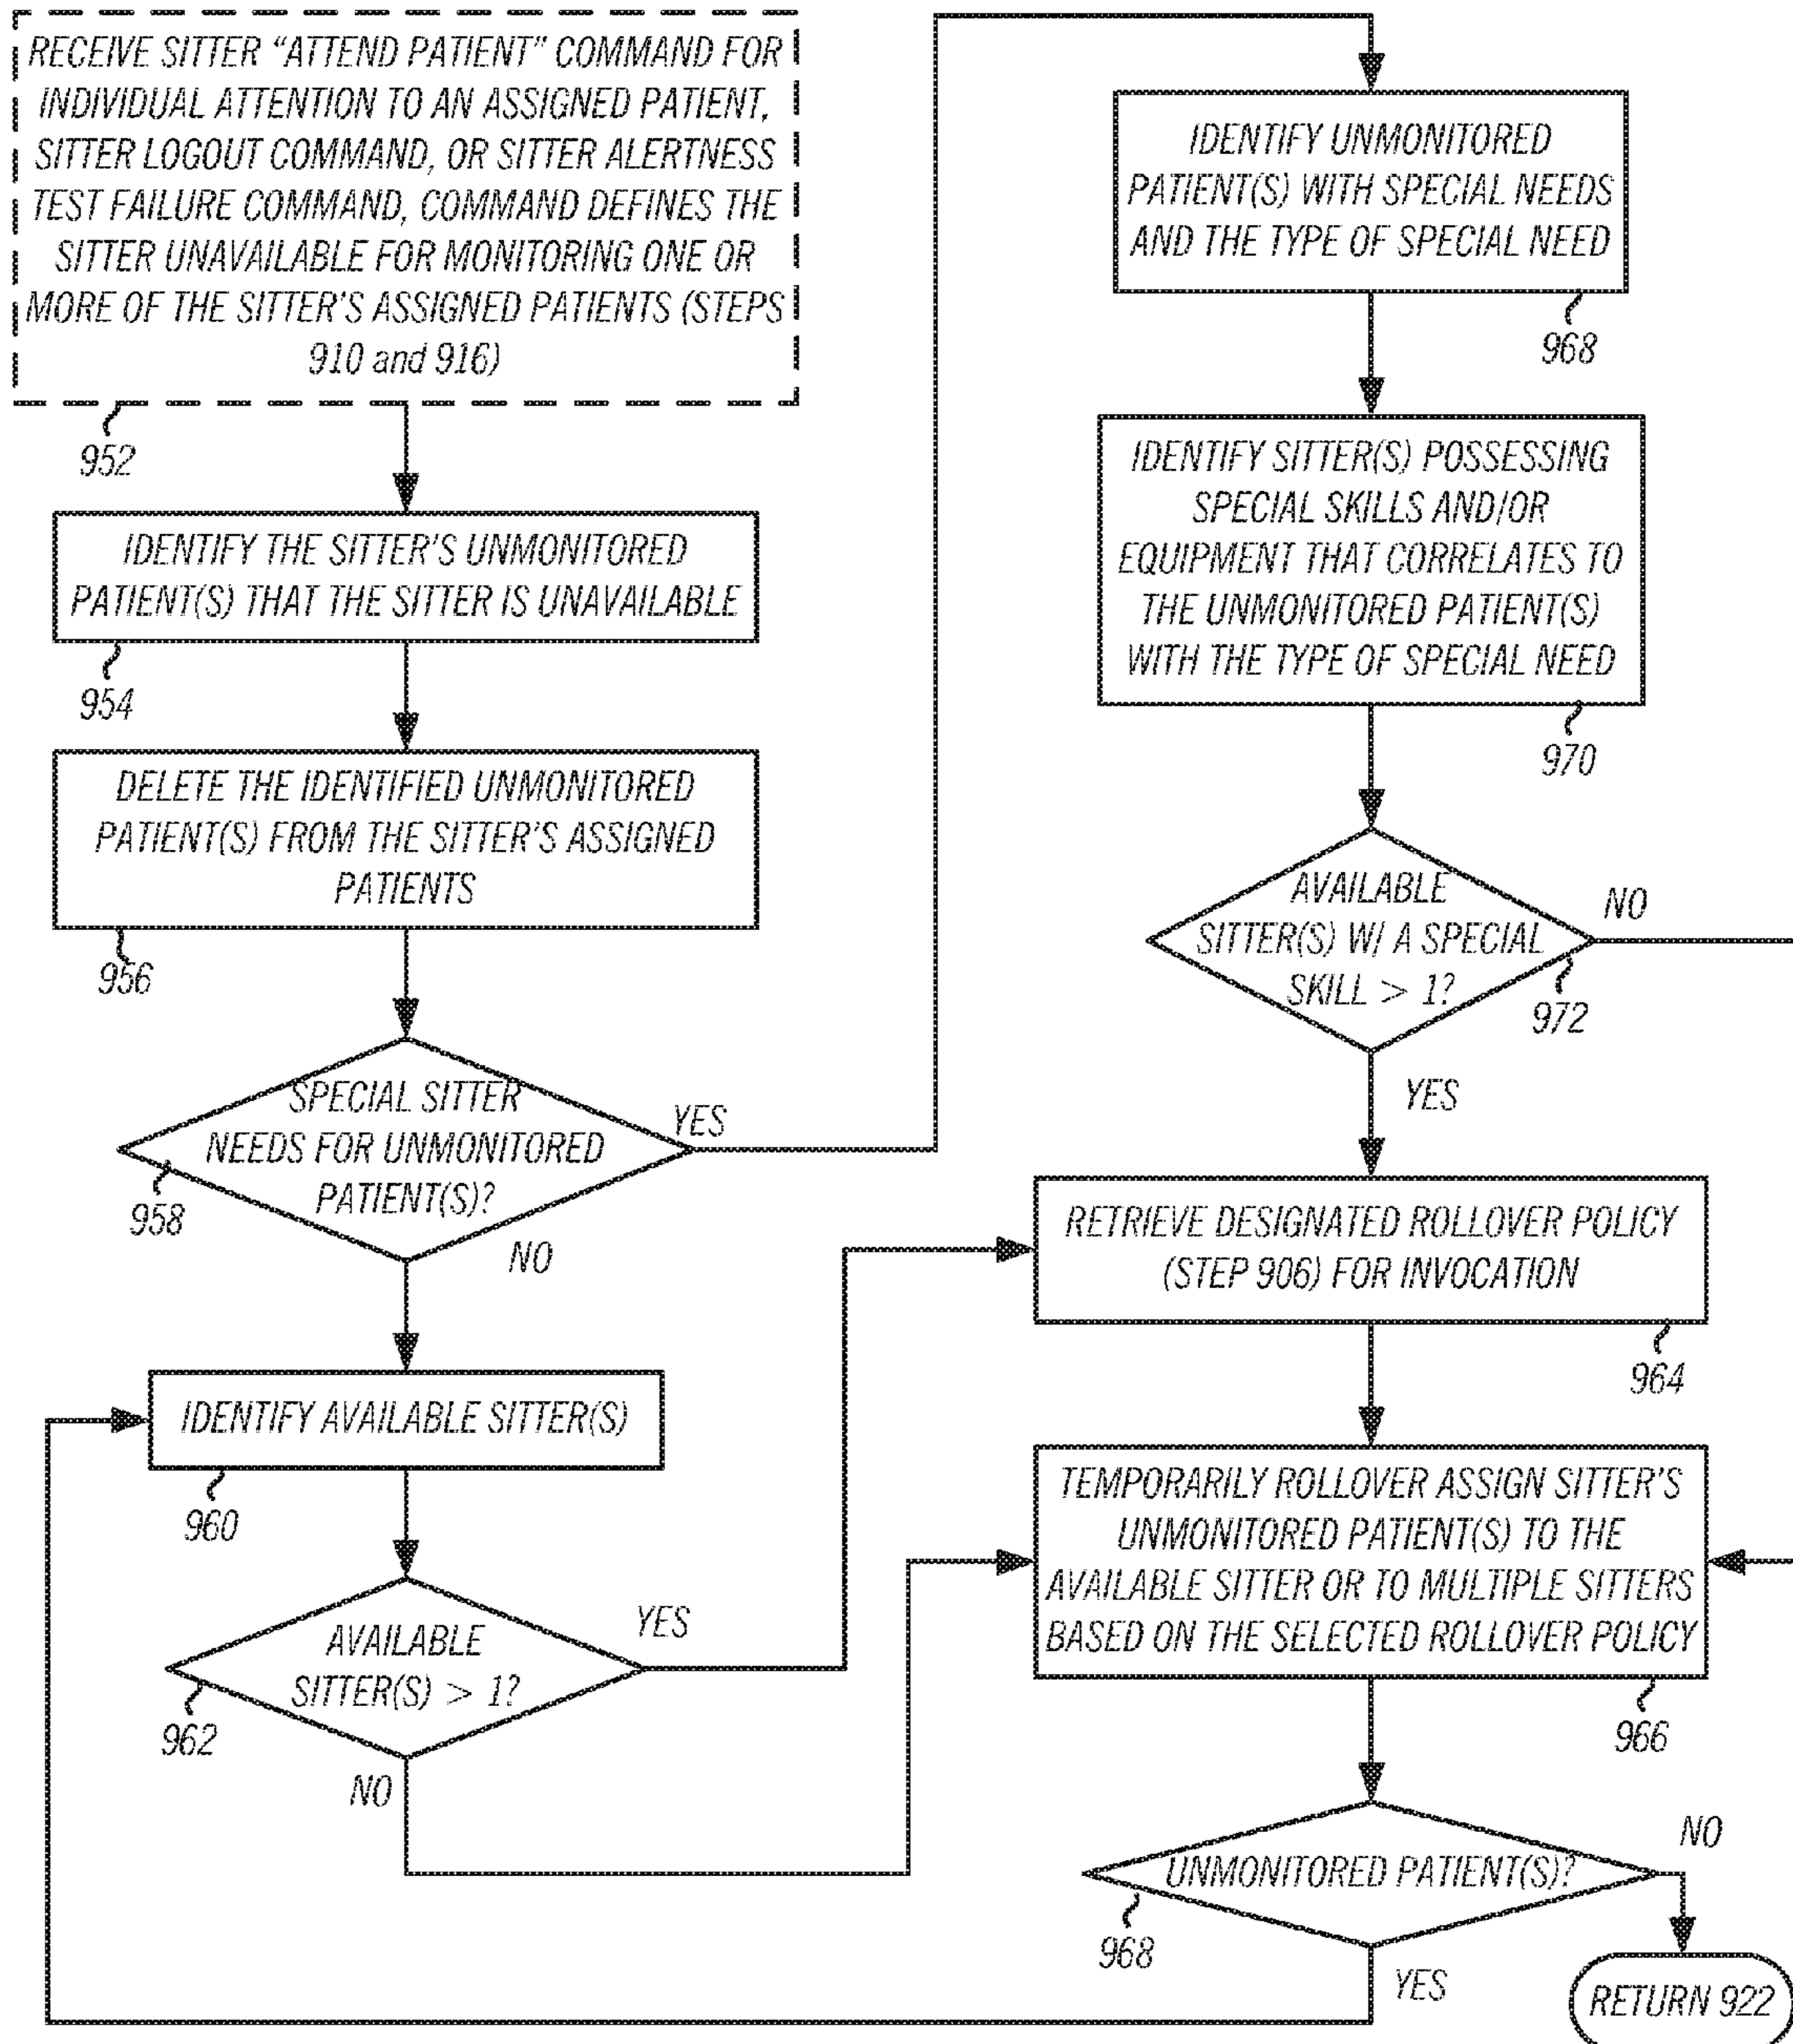 RECEIVE SITTER “ATTEND PATIENT” COMMAND FOR
INDIVIDUAL ATTENTION TO AN ASSIGNED PATIENT,
SITTER LOGOUT COMMAND, OR SITTER ALERTNESS
TEST FAILURE COMMAND, COMMAND DEFINES THE
SITTER UNAVAILABLE FOR MONITORING ONE OR
MORE OF THE SITTER'S ASSIGNED PATIENTS (STEPS
910 and 916)
952
IDENTIFY THE SITTER'S UNMONITORED
PATIENT(S) THAT THE SITTER IS UNAVAILABLE
954
DELETE THE IDENTIFIED UNMONITORED
PATIENT(S) FROM THE SITTER'S ASSIGNED
PATIENTS
956
SPECIAL SITTER
NEEDS FOR UNMONITORED
PATIENT(S)?
958
YES
NO
IDENTIFY AVAILABLE SITTER(S)
960
AVAILABLE
SITTER(S) > 1?
962
YES
NO
IDENTIFY UNMONITORED
PATIENT(S) WITH SPECIAL NEEDS
AND THE TYPE OF SPECIAL NEED
968
IDENTIFY SITTER(S) POSSESSING
SPECIAL SKILLS AND/OR
EQUIPMENT THAT CORRELATES TO
THE UNMONITORED PATIENT(S)
WITH THE TYPE OF SPECIAL NEED
970
AVAILABLE
SITTER(S) W/ A SPECIAL
SKILL > 1?
972
NO
YES
RETRIEVE DESIGNATED ROLLOVER POLICY
(STEP 906) FOR INVOCATION
964
TEMPORARILY ROLLOVER ASSIGN SITTER'S
UNMONITORED PATIENT(S) TO THE
AVAILABLE SITTER OR TO MULTIPLE SITTERS
BASED ON THE SELECTED ROLLOVER POLICY
966
UNMONITORED PATIENT(S)?
968
NO
YES
RETURN 922